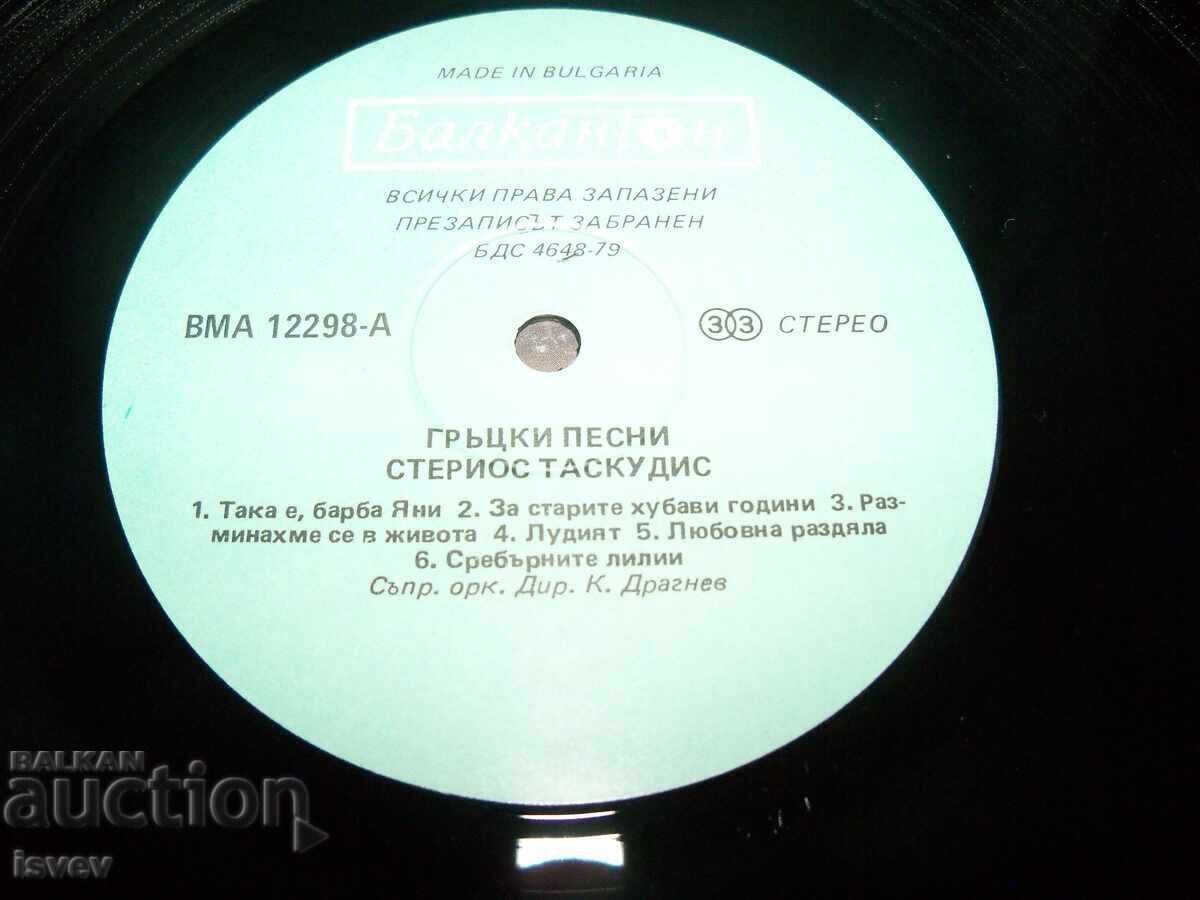 MADE IN BULGARIA
Балкантон
ВСИЧКИ ПРАВА ЗАПАЗЕНИ
ПРЕЗАПИСЪТ ЗАБРАНЕН
БДС 4648-79
ВМА 12298-А
33 СТЕРЕО
ГРЪЦКИ ПЕСНИ
СТЕРИОС ТАСКУДИС
1. Така е, барба Яни 2. За старите хубави години 3. Раз-
минахме се в живота 4. Лудият 5. Любовна раздяла
6. Сребърните лилии
Съпр. орк. Дир. К. Драгнев
BALKAN
auction
isvev